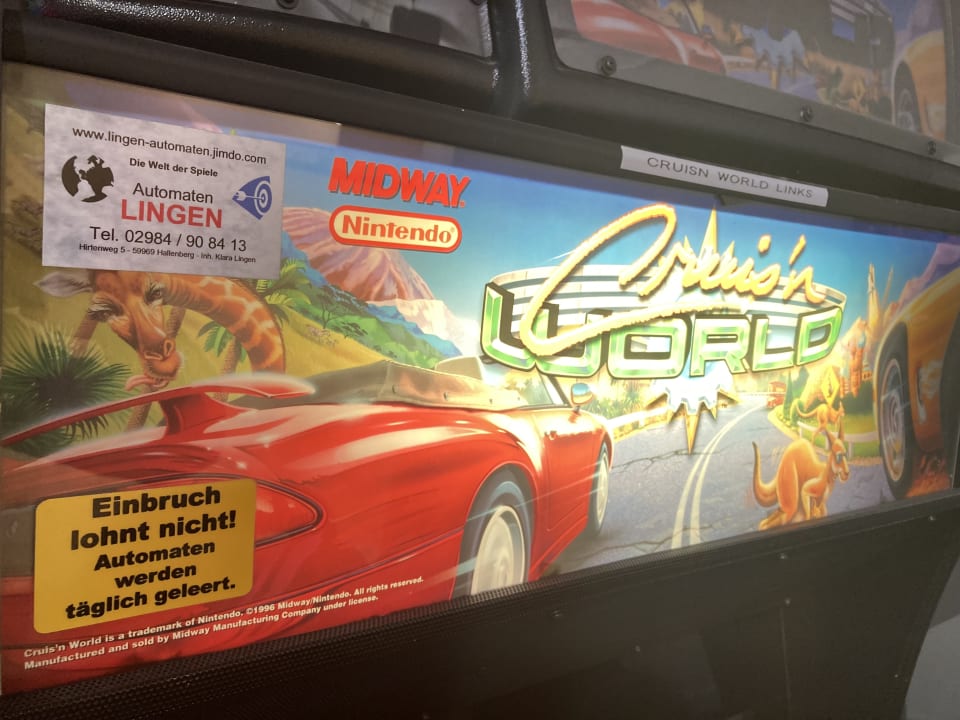 www.lingen-automaten.jimdo.com
Die Welt der Spiele
Automaten
LINGEN
Tel. 02984 / 90 84 13
Hirtenweg 5 - 59969 Hallenberg - Inh. Klara Lingen
MIDWAY
Nintendo®
CRUISN WORLD LINKS
Cruis'n
WORLD
Einbruch
lohnt nicht!
Automaten
werden
täglich geleert.
Cruis'n World is a trademark of Nintendo. ©1996 Midway/Nintendo. All rights reserved.
Manufactured and sold by Midway Manufacturing Company under license.